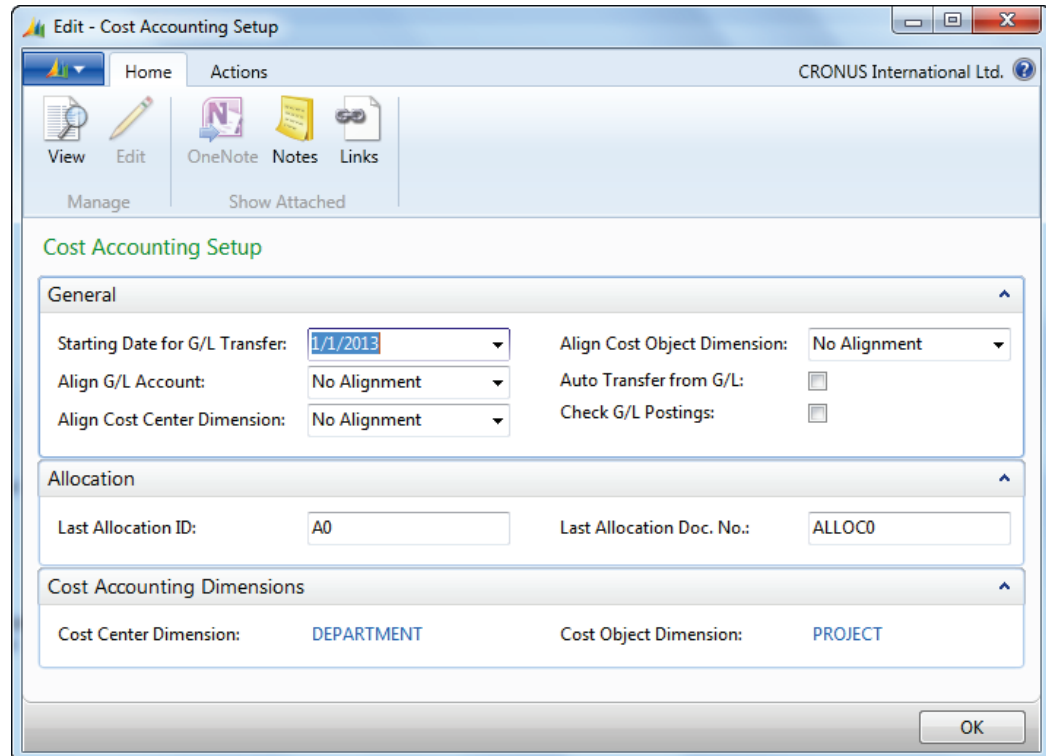 Edit - Cost Accounting Setup
Home Actions CRONUS International Ltd.
View Edit OneNote Notes Links
Manage Show Attached
Cost Accounting Setup
General
Starting Date for G/L Transfer: 1/1/2013 Align Cost Object Dimension: No Alignment
Align G/L Account: No Alignment Auto Transfer from G/L:
Align Cost Center Dimension: No Alignment Check G/L Postings:
Allocation
Last Allocation ID: A0 Last Allocation Doc. No.: ALLOC0
Cost Accounting Dimensions
Cost Center Dimension: DEPARTMENT Cost Object Dimension: PROJECT
OK